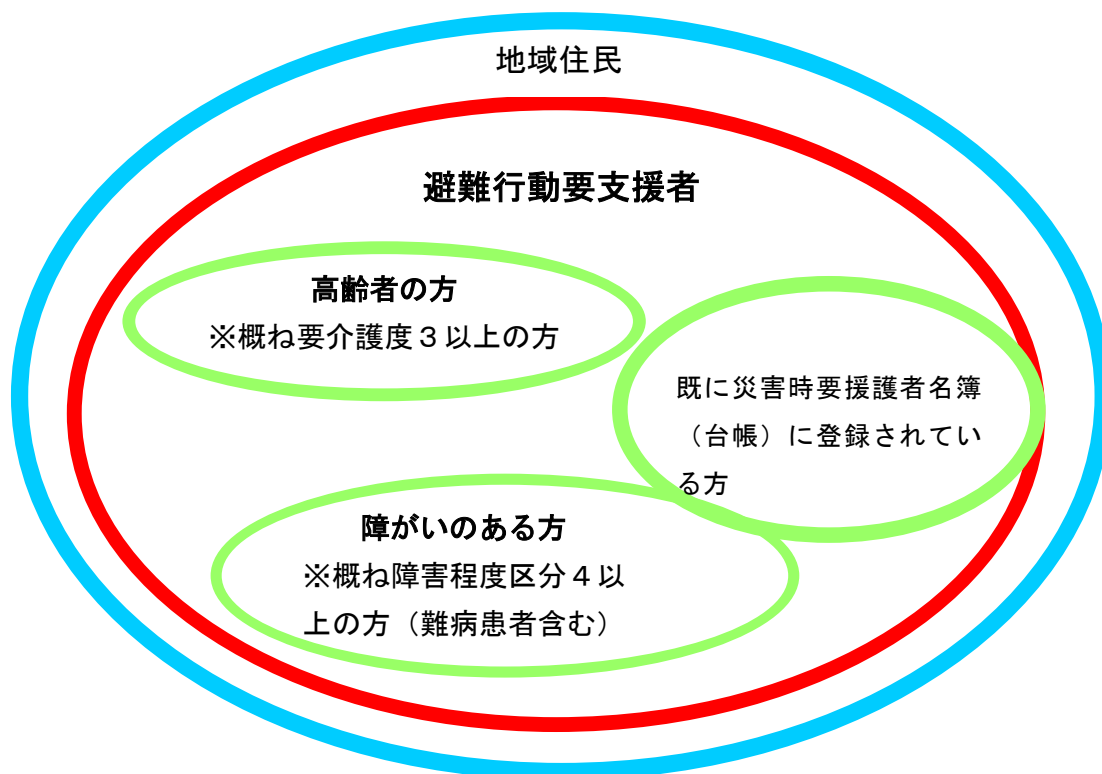 地域住民
避難行動要支援者
高齢者の方
※概ね要介護度３以上の方
既に災害時要援護者名簿
（台帳）に登録されてい
る方
障がいのある方
※概ね障害程度区分４以
上の方（難病患者含む）